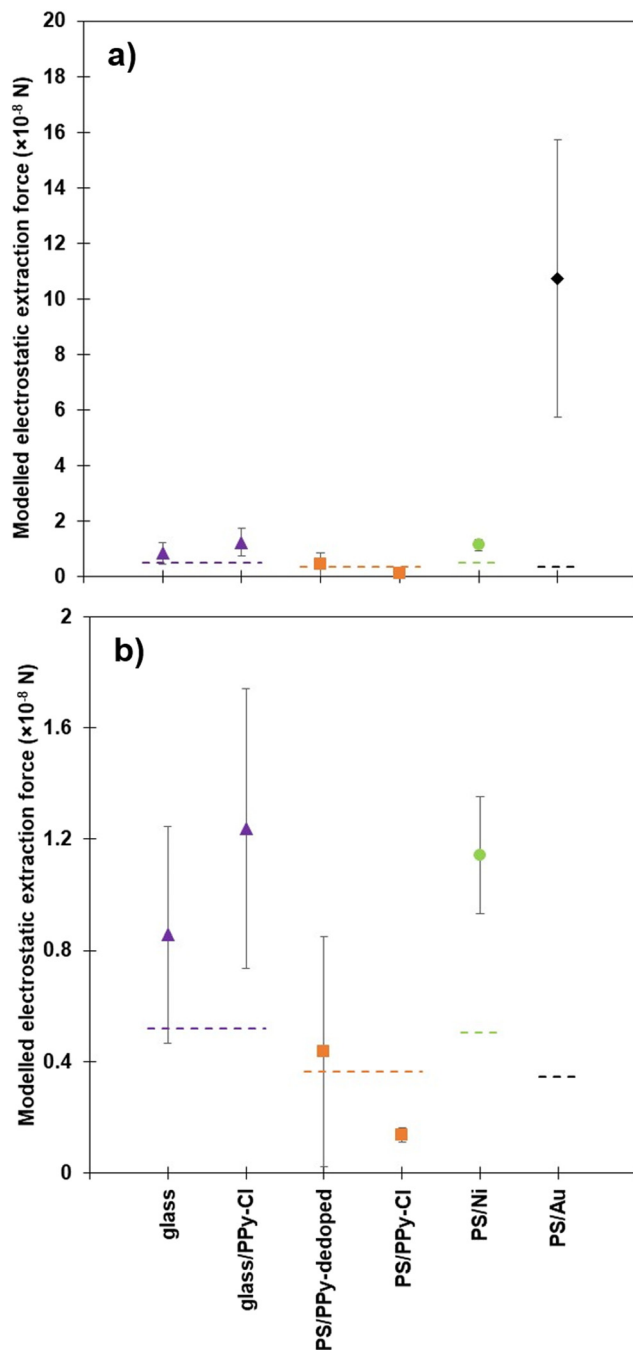 a)
Modelled electrostatic extraction force (×10⁻⁸ N)
20
18
16
14
12
10
8
6
4
2
0
b)
Modelled electrostatic extraction force (×10⁻⁸ N)
2
1.6
1.2
0.8
0.4
0
glass
glass/PPy-Cl
PS/PPy-dedoped
PS/PPy-Cl
PS/Ni
PS/Au